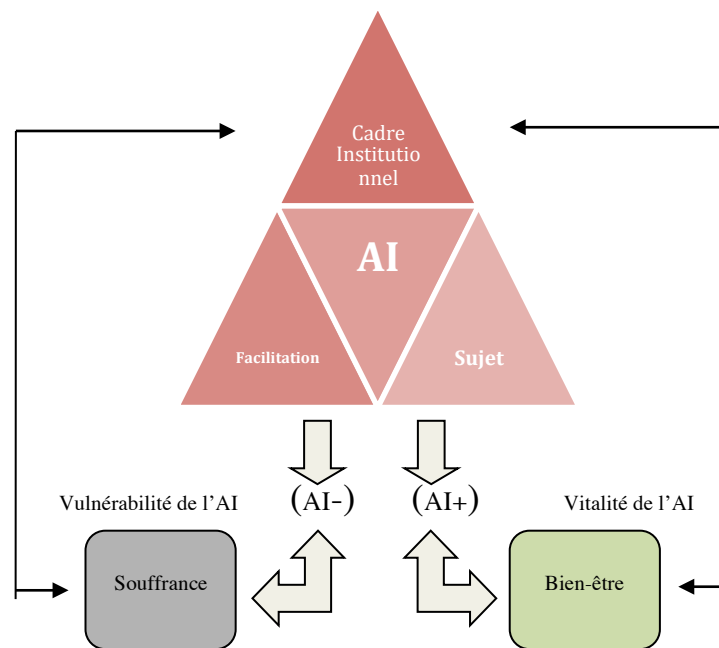 Cadre
Institutio
nnel
AI
Facilitation
Sujet
Vulnérabilité de l’AI
(AI-)
(AI+)
Vitalité de l’AI
Souffrance
Bien-être